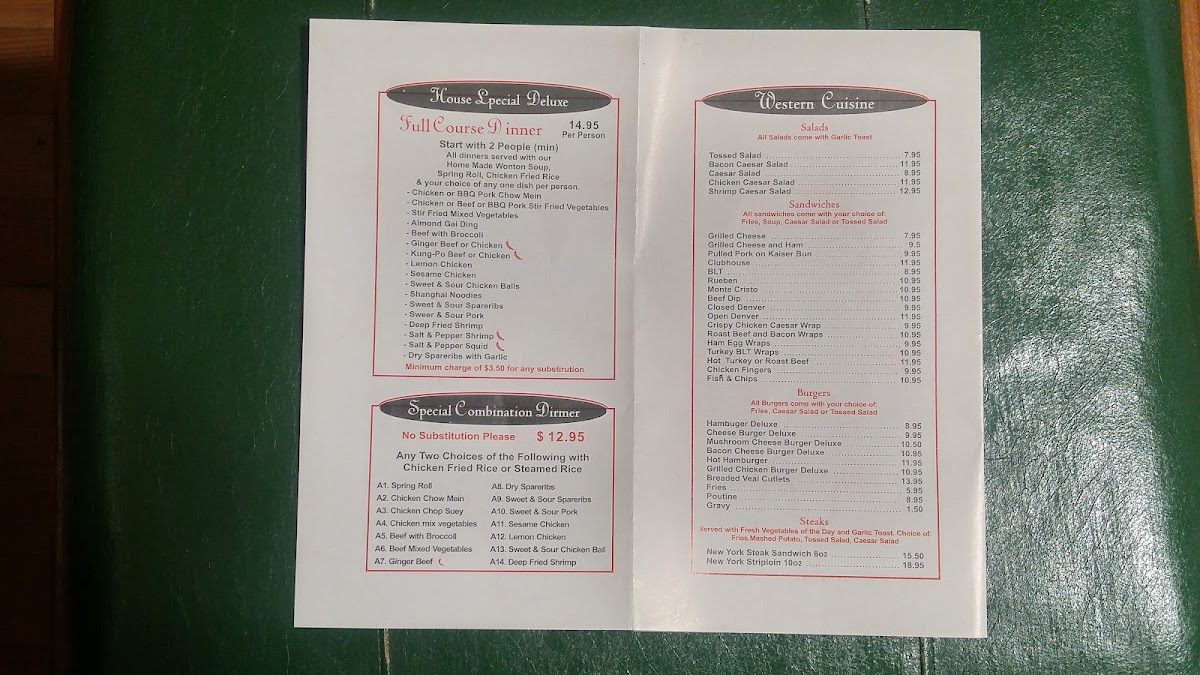 House Lpecial Deluxe
Full Course Dinner 14.95
Per Person
Start with 2 People (min)
All dinners served with our
Home Made Wonton Soup,
Spring Roll, Chicken Fried Rice
& your choice of any one dish per person.
- Chicken or BBQ Pork Chow Mein
- Chicken or Beef or BBQ Pork Stir Fried Vegetables
- Stir Fried Mixed Vegetables
- Almond Gai Ding
- Beef with Broccoli
- Ginger Beef or Chicken
- Kung-Po Beef or Chicken
- Lemon Chicken
- Sesame Chicken
- Sweet & Sour Chicken Balls
- Shanghai Noodies
- Sweet & Sour Spareribs
- Sweer & Sour Pork
- Deep Fried Shrimp
- Salt & Pepper Shrimp
- Salt & Pepper Squid
- Dry Spareribs with Garlic
Minimum charge of $3.50 for any substirution
Special Combination Dirmer
No Substitution Please $ 12.95
Any Two Choices of the Following with
Chicken Fried Rice or Steamed Rice
A1. Spring Roll
A2. Chicken Chow Mein
A3. Chicken Chop Suey
A4. Chicken mix vegetables
A5. Beef with Broccoll
A6. Beef Mixed Vegetables
A7. Ginger Beef
A8. Dry Spareribs
A9. Sweet & Sour Spareribs
A10. Sweet & Sour Pork
A11. Sesame Chicken
A12. Lemon Chicken
A13. Sweet & Sour Chicken Ball
A14. Deep Fried Shrimp
Western Cuisine
Salads
All Salads come with Garlic Toast
Tossed Salad 7.95
Bacon Caesar Salad 11.95
Caesar Salad 8.95
Chicken Caesar Salad 11.95
Shrimp Caesar Salad 12.95
Sandwiches
All sandwiches come with your choice of:
Fries, Soup, Caesar Salad or Tossed Salad
Grilled Cheese 7.95
Grilled Cheese and Ham 9.5
Pulled Pork on Kaiser Bun 9.95
Clubhouse 11.95
BLT 8.95
Rueben 10.95
Monte Cristo 10.95
Beef Dip 10.95
Closed Denver 9.95
Open Denver 11.95
Crispy Chicken Caesar Wrap 9.95
Roast Beef and Bacon Wraps 10.95
Ham Egg Wraps 9.95
Turkey BLT Wraps 10.95
Hot Turkey or Roast Beef 11.95
Chicken Fingers 9.95
Fish & Chips 10.95
Burgers
All Burgers come with your choice of:
Fries, Caesar Salad or Tossed Salad
Hambuger Deluxe 8.95
Cheese Burger Deluxe 9.95
Mushroom Cheese Burger Deluxe 10.50
Bacon Cheese Burger Deluxe 10.95
Hot Hamburger 11.95
Grilled Chicken Burger Deluxe 10.95
Breaded Veal Cutlets 13.95
Fries 5.95
Poutine 8.95
Gravy 1.50
Steaks
Served with Fresh Vegetables of the Day and Garlic Toast, Choice of:
Fries,Mashed Potato, Tossed Salad, Caesar Salad
New York Steak Sandwich 8oz 15.50
New York Striploin 10oz 18.95